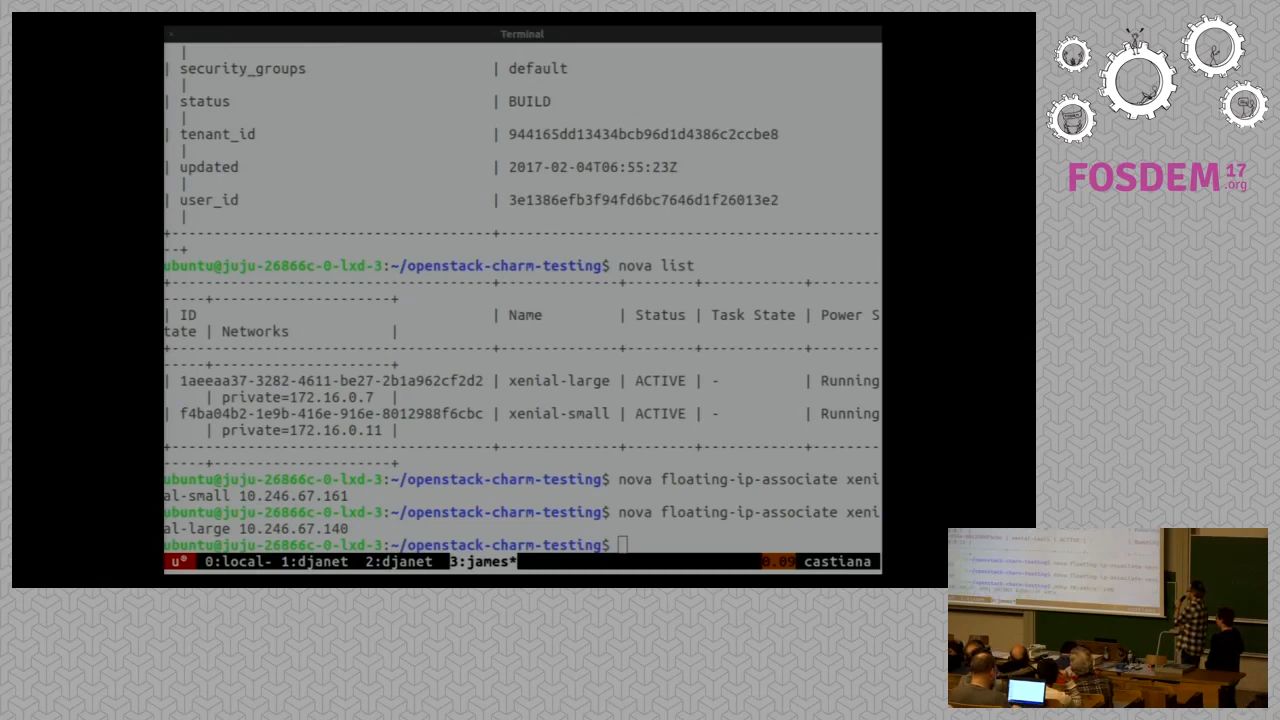 Terminal
|
| security_groups | default
|
| status | BUILD
|
| tenant_id | 944165dd13434bcb96d1d4386c2ccbe8
|
| updated | 2017-02-04T06:55:23Z
|
| user_id | 3e1386efb3f94fd6bc7646d1f26013e2
|
+--------------------------------------+---------------------------------------------
--+
ubuntu@juju-26866c-0-lxd-3:~/openstack-charm-testing$ nova list
+--------------------------------------+--------------+--------+------------+--------
-----+---------------------+
| ID | Name | Status | Task State | Power S
tate | Networks |
+--------------------------------------+--------------+--------+------------+--------
-----+---------------------+
| 1aeeaa37-3282-4611-be27-2b1a962cf2d2 | xenial-large | ACTIVE | - | Running
| private=172.16.0.7 |
| f4ba04b2-1e9b-416e-916e-8012988f6cbc | xenial-small | ACTIVE | - | Running
| private=172.16.0.11 |
+--------------------------------------+--------------+--------+------------+--------
-----+---------------------+
ubuntu@juju-26866c-0-lxd-3:~/openstack-charm-testing$ nova floating-ip-associate xeni
al-small 10.246.67.161
ubuntu@juju-26866c-0-lxd-3:~/openstack-charm-testing$ nova floating-ip-associate xeni
al-large 10.246.67.140
ubuntu@juju-26866c-0-lxd-3:~/openstack-charm-testing$
u 0:local- 1:djanet 2:djanet 3:james* 0.09 castiana
FOSDEM 17
.org